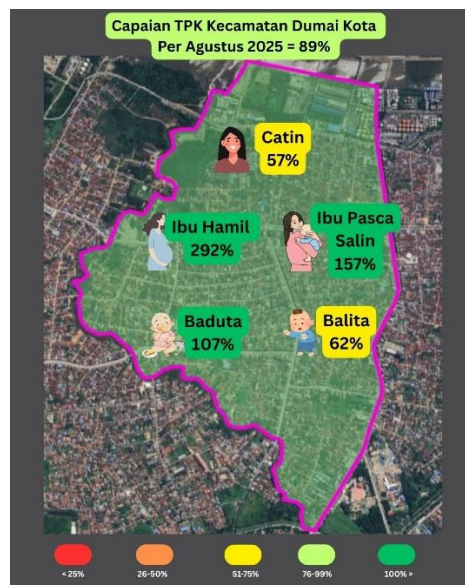 Capaian TPK Kecamatan Dumai Kota
Per Agustus 2025 = 89%
Catin
57%
Ibu Hamil
292%
Ibu Pasca
Salin
157%
Baduta
107%
Balita
62%
< 25%
26-50%
51-75%
76-99%
100% >